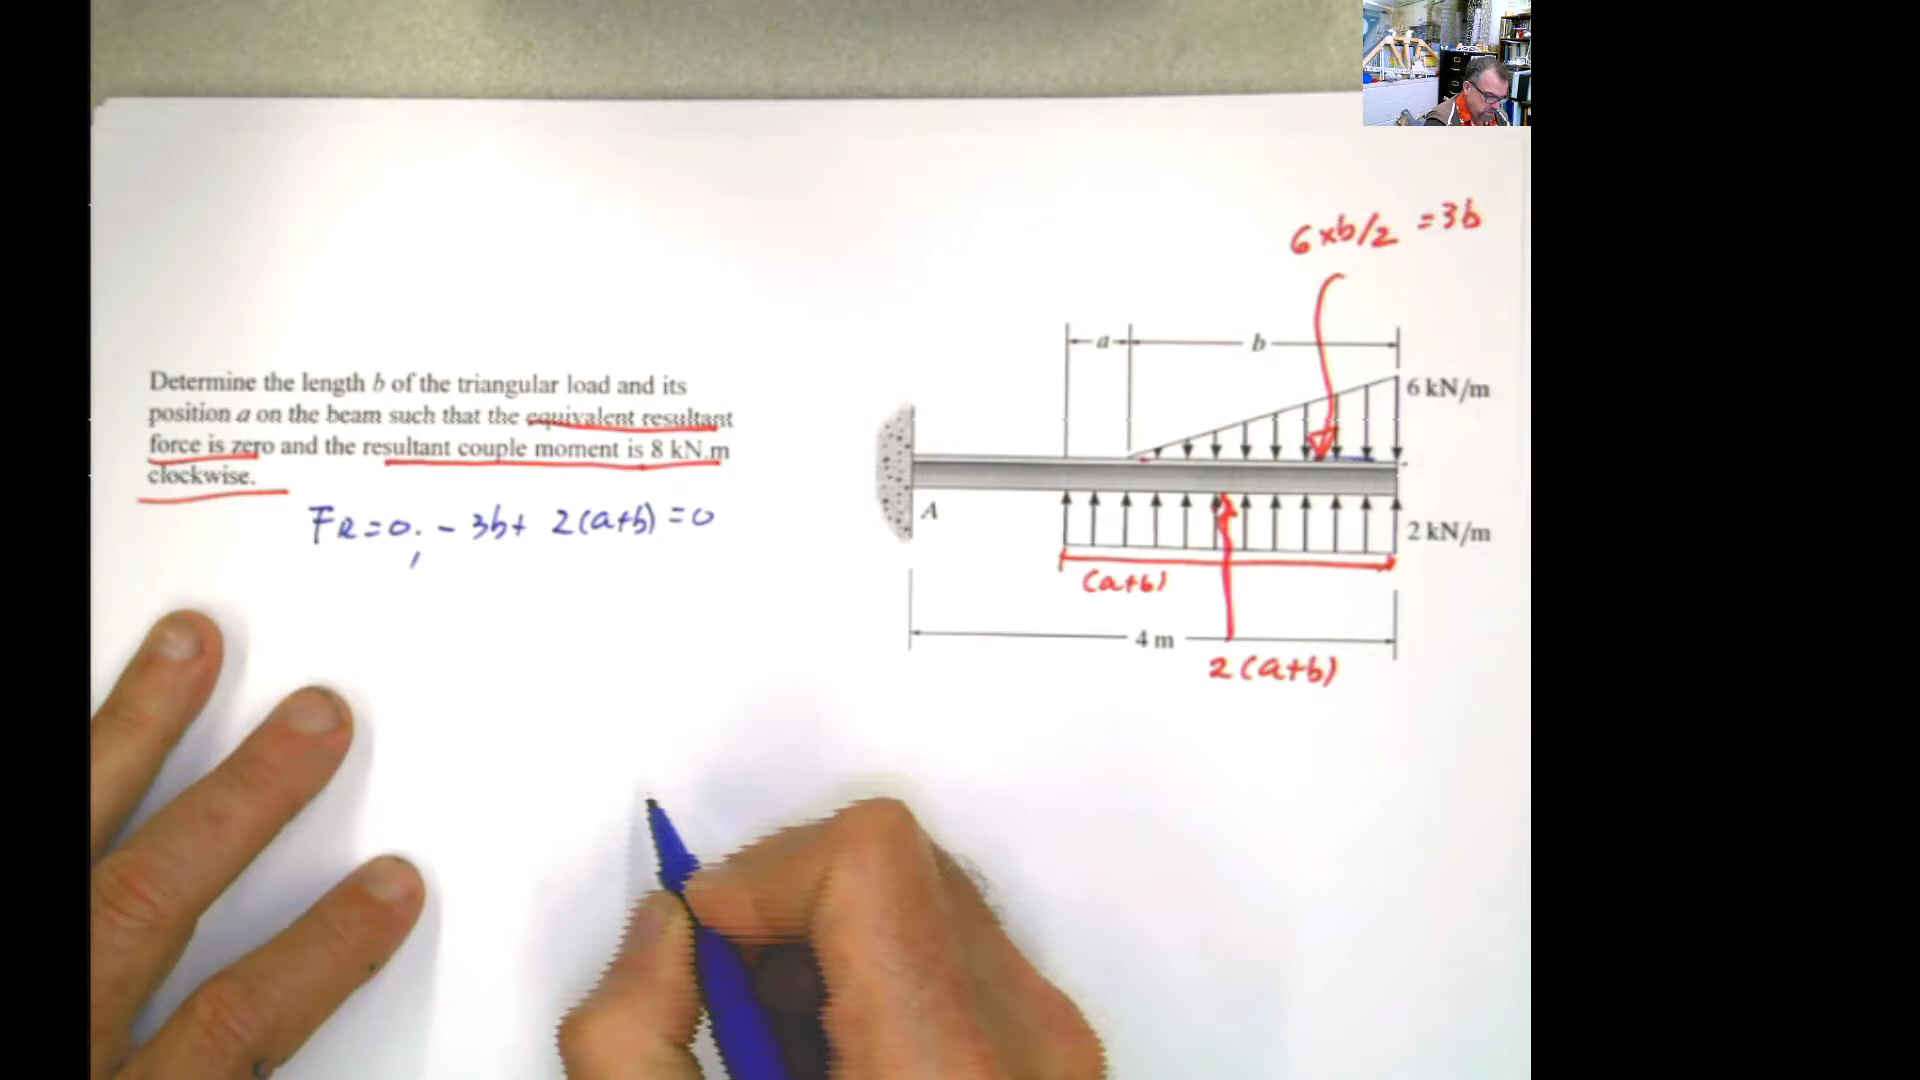 6 x b/2 = 3b
a
b
6 kN/m
Determine the length b of the triangular load and its
position a on the beam such that the equivalent resultant
force is zero and the resultant couple moment is 8 kN.m
clockwise.
FR = 0; - 3b + 2(a+b) = 0
A
2 kN/m
(a+b)
4 m
2(a+b)